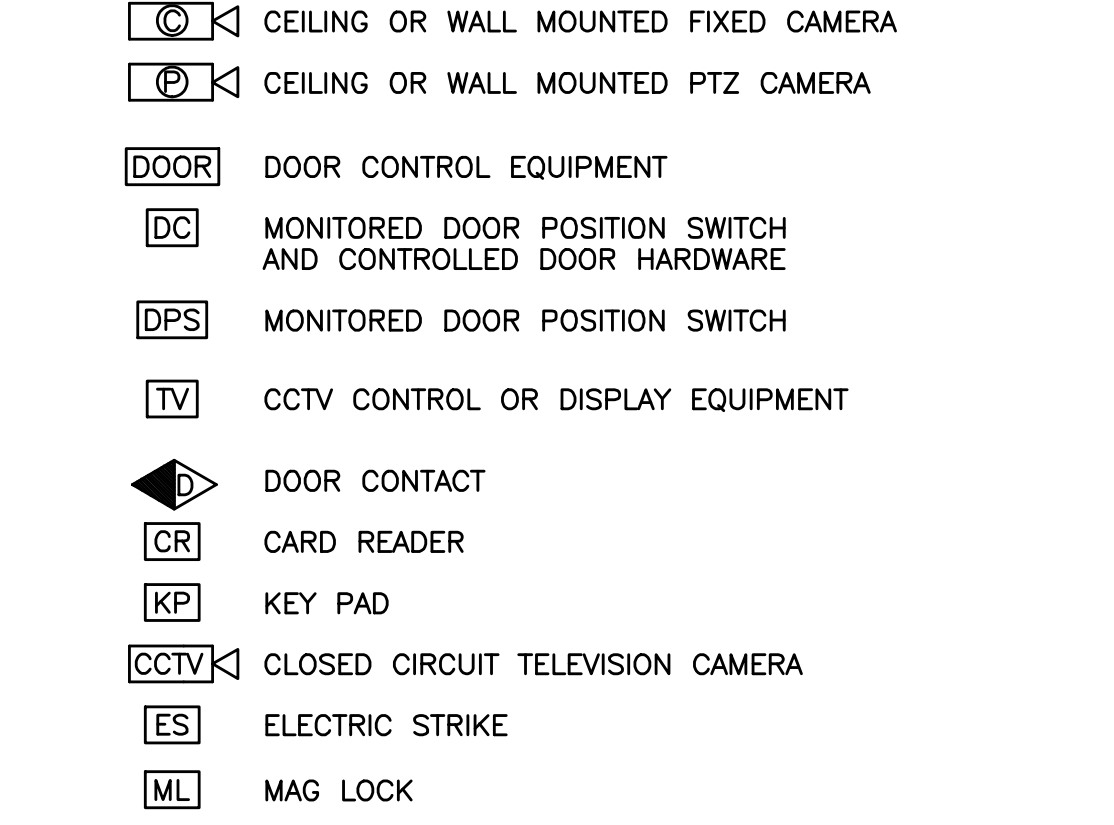 C CEILING OR WALL MOUNTED FIXED CAMERA
P CEILING OR WALL MOUNTED PTZ CAMERA
DOOR DOOR CONTROL EQUIPMENT
DC MONITORED DOOR POSITION SWITCH
AND CONTROLLED DOOR HARDWARE
DPS MONITORED DOOR POSITION SWITCH
TV CCTV CONTROL OR DISPLAY EQUIPMENT
D DOOR CONTACT
CR CARD READER
KP KEY PAD
CCTV CLOSED CIRCUIT TELEVISION CAMERA
ES ELECTRIC STRIKE
ML MAG LOCK